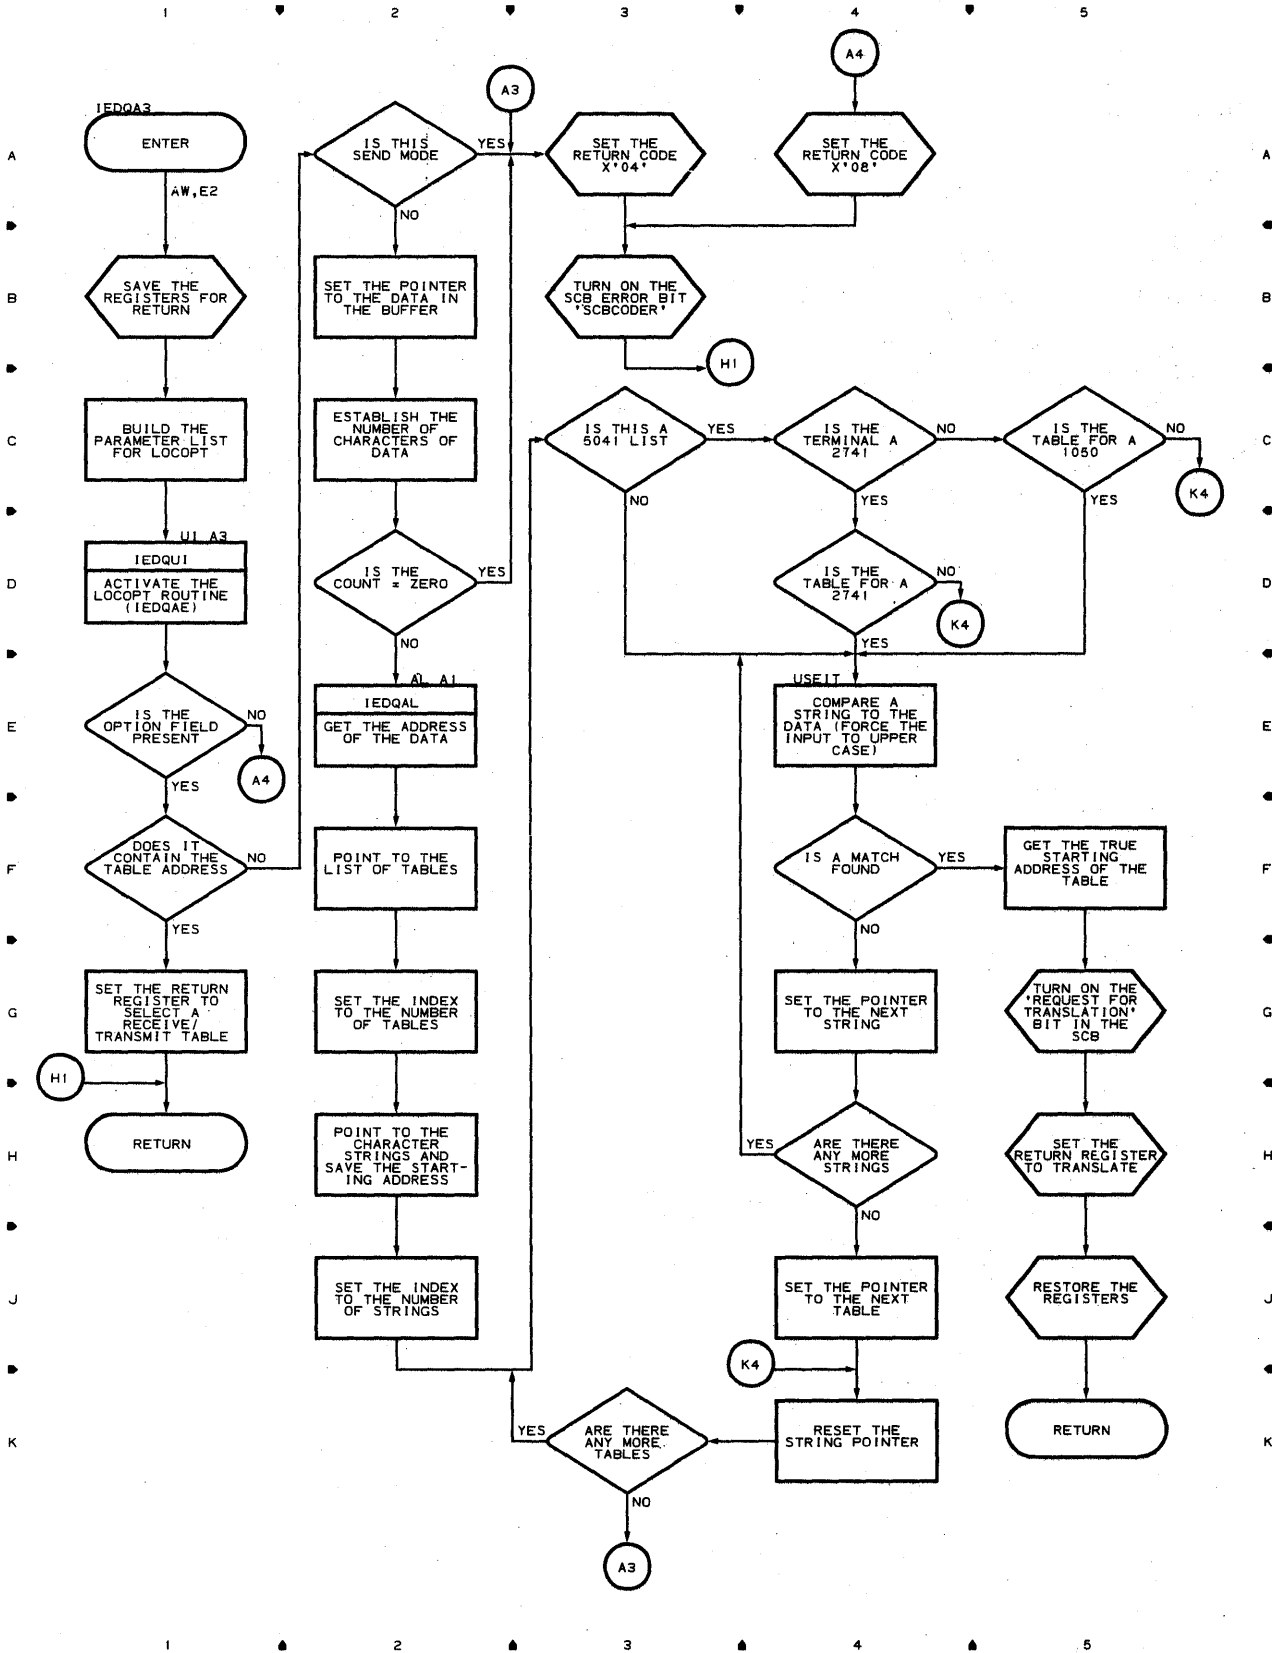 1 2 3 4 5
A4
A3
IEDQA3
ENTER
AW,E2
A
IS THIS
SEND MODE
YES
NO
SET THE
RETURN CODE
X'04'
SET THE
RETURN CODE
X'08'
A
B
SAVE THE
REGISTERS FOR
RETURN
SET THE POINTER
TO THE DATA IN
THE BUFFER
TURN ON THE
SCB ERROR BIT
'SCBCODER'
B
H1
C
BUILD THE
PARAMETER LIST
FOR LOCOPT
ESTABLISH THE
NUMBER OF
CHARACTERS OF
DATA
IS THIS A
5041 LIST
YES
NO
IS THE
TERMINAL A
2741
NO
YES
IS THE
TABLE FOR A
1050
NO
YES
C
K4
UI A3
D
IEDQUI
ACTIVATE THE
LOCOPT ROUTINE
(IEDQAE)
IS THE
COUNT = ZERO
YES
NO
IS THE
TABLE FOR A
2741
NO
YES
D
K4
AL A1
USEIT
E
IS THE
OPTION FIELD
PRESENT
NO
YES
A4
IEDQAL
GET THE ADDRESS
OF THE DATA
COMPARE A
STRING TO THE
DATA (FORCE THE
INPUT TO UPPER
CASE)
E
F
DOES IT
CONTAIN THE
TABLE ADDRESS
NO
YES
POINT TO THE
LIST OF TABLES
IS A MATCH
FOUND
YES
NO
GET THE TRUE
STARTING
ADDRESS OF THE
TABLE
F
G
SET THE RETURN
REGISTER TO
SELECT A
RECEIVE/
TRANSMIT TABLE
SET THE INDEX
TO THE NUMBER
OF TABLES
SET THE POINTER
TO THE NEXT
STRING
TURN ON THE
'REQUEST FOR
TRANSLATION'
BIT IN THE
SCB
G
H1
H
RETURN
POINT TO THE
CHARACTER
STRINGS AND
SAVE THE START-
ING ADDRESS
YES
ARE THERE
ANY MORE
STRINGS
NO
SET THE
RETURN REGISTER
TO TRANSLATE
H
J
SET THE INDEX
TO THE NUMBER
OF STRINGS
SET THE POINTER
TO THE NEXT
TABLE
RESTORE THE
REGISTERS
J
K4
K
YES
ARE THERE
ANY MORE
TABLES
NO
RESET THE
STRING POINTER
RETURN
K
A3
1 2 3 4 5